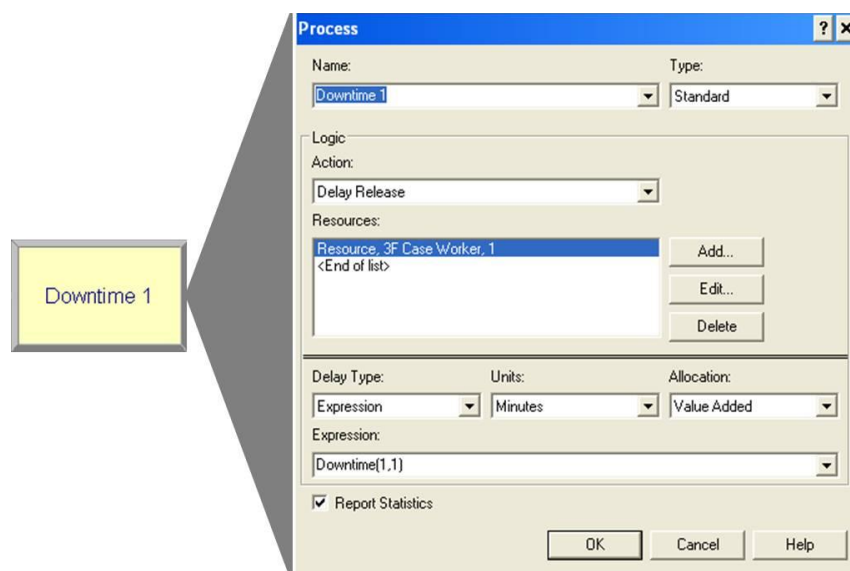 Downtime 1
Process
Name: Type:
Downtime 1 Standard
Logic
Action:
Delay Release
Resources:
Resource, 3F Case Worker, 1
<End of list>
Add...
Edit...
Delete
Delay Type: Units: Allocation:
Expression Minutes Value Added
Expression:
Downtime(1,1)
Report Statistics
OK Cancel Help